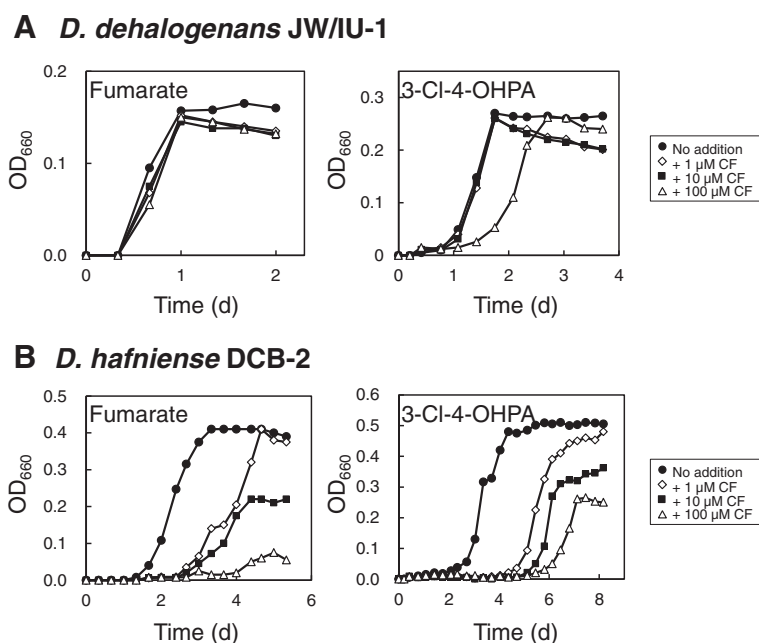 A D. dehalogenans JW/IU-1
Fumarate
0.2
0.1
0.0
OD660
0 1 2
Time (d)
3-Cl-4-OHPA
0.3
0.2
0.1
0
OD660
0 1 2 3 4
Time (d)
No addition
+ 1 µM CF
+ 10 µM CF
+ 100 µM CF
B D. hafniense DCB-2
Fumarate
0.5
0.4
0.3
0.2
0.1
0.0
OD660
0 2 4 6
Time (d)
3-Cl-4-OHPA
0.6
0.5
0.4
0.3
0.2
0.1
0.0
OD660
0 2 4 6 8
Time (d)
No addition
+ 1 µM CF
+ 10 µM CF
+ 100 µM CF